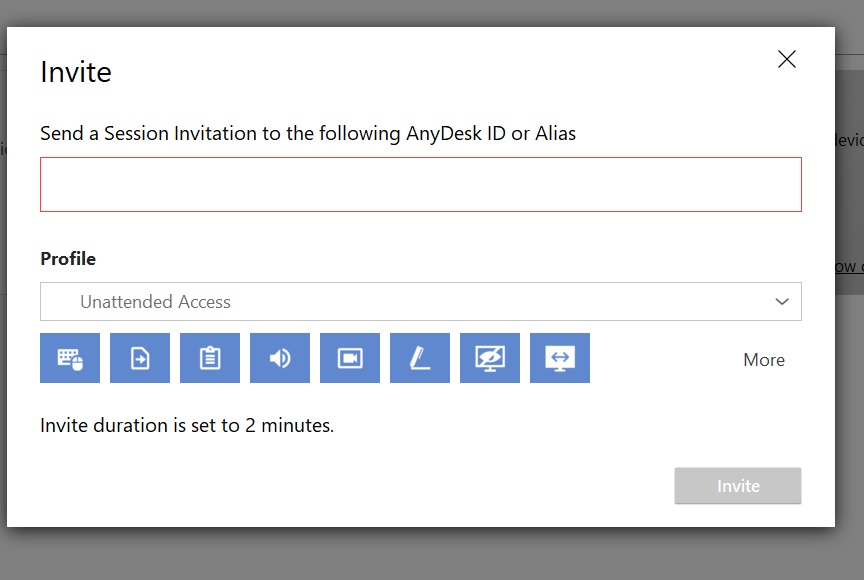 Invite
Send a Session Invitation to the following AnyDesk ID or Alias
Profile
Unattended Access
More
Invite duration is set to 2 minutes.
Invite